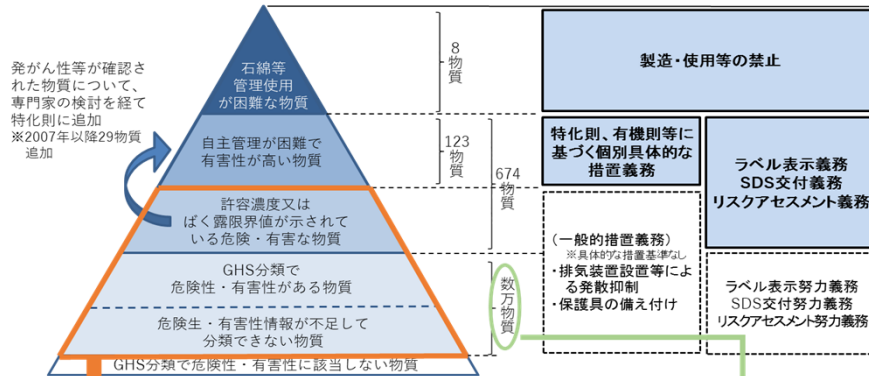 発がん性等が確認され
た物質について、
専門家の検討を経て
特化則に追加
※2007年以降29物質
追加
石綿等
管理使用
が困難な物質
自主管理が困難で
有害性が高い物質
許容濃度又は
ばく露限界値が示されて
いる危険・有害な物質
GHS分類で
危険性・有害性がある物質
危険生・有害性情報が不足して
分類できない物質
GHS分類で危険性・有害性に該当しない物質
8
物質
123
物質
674
物質
数万物質
製造・使用等の禁止
特化則、有機則等に
基づく個別具体的な
措置義務
ラベル表示義務
SDS交付義務
リスクアセスメント義務
(一般的措置義務)
※具体的な措置基準なし
・排気装置設置等によ
る発散抑制
・保護具の備え付け
ラベル表示努力義務
SDS交付努力義務
リスクアセスメント努力義務